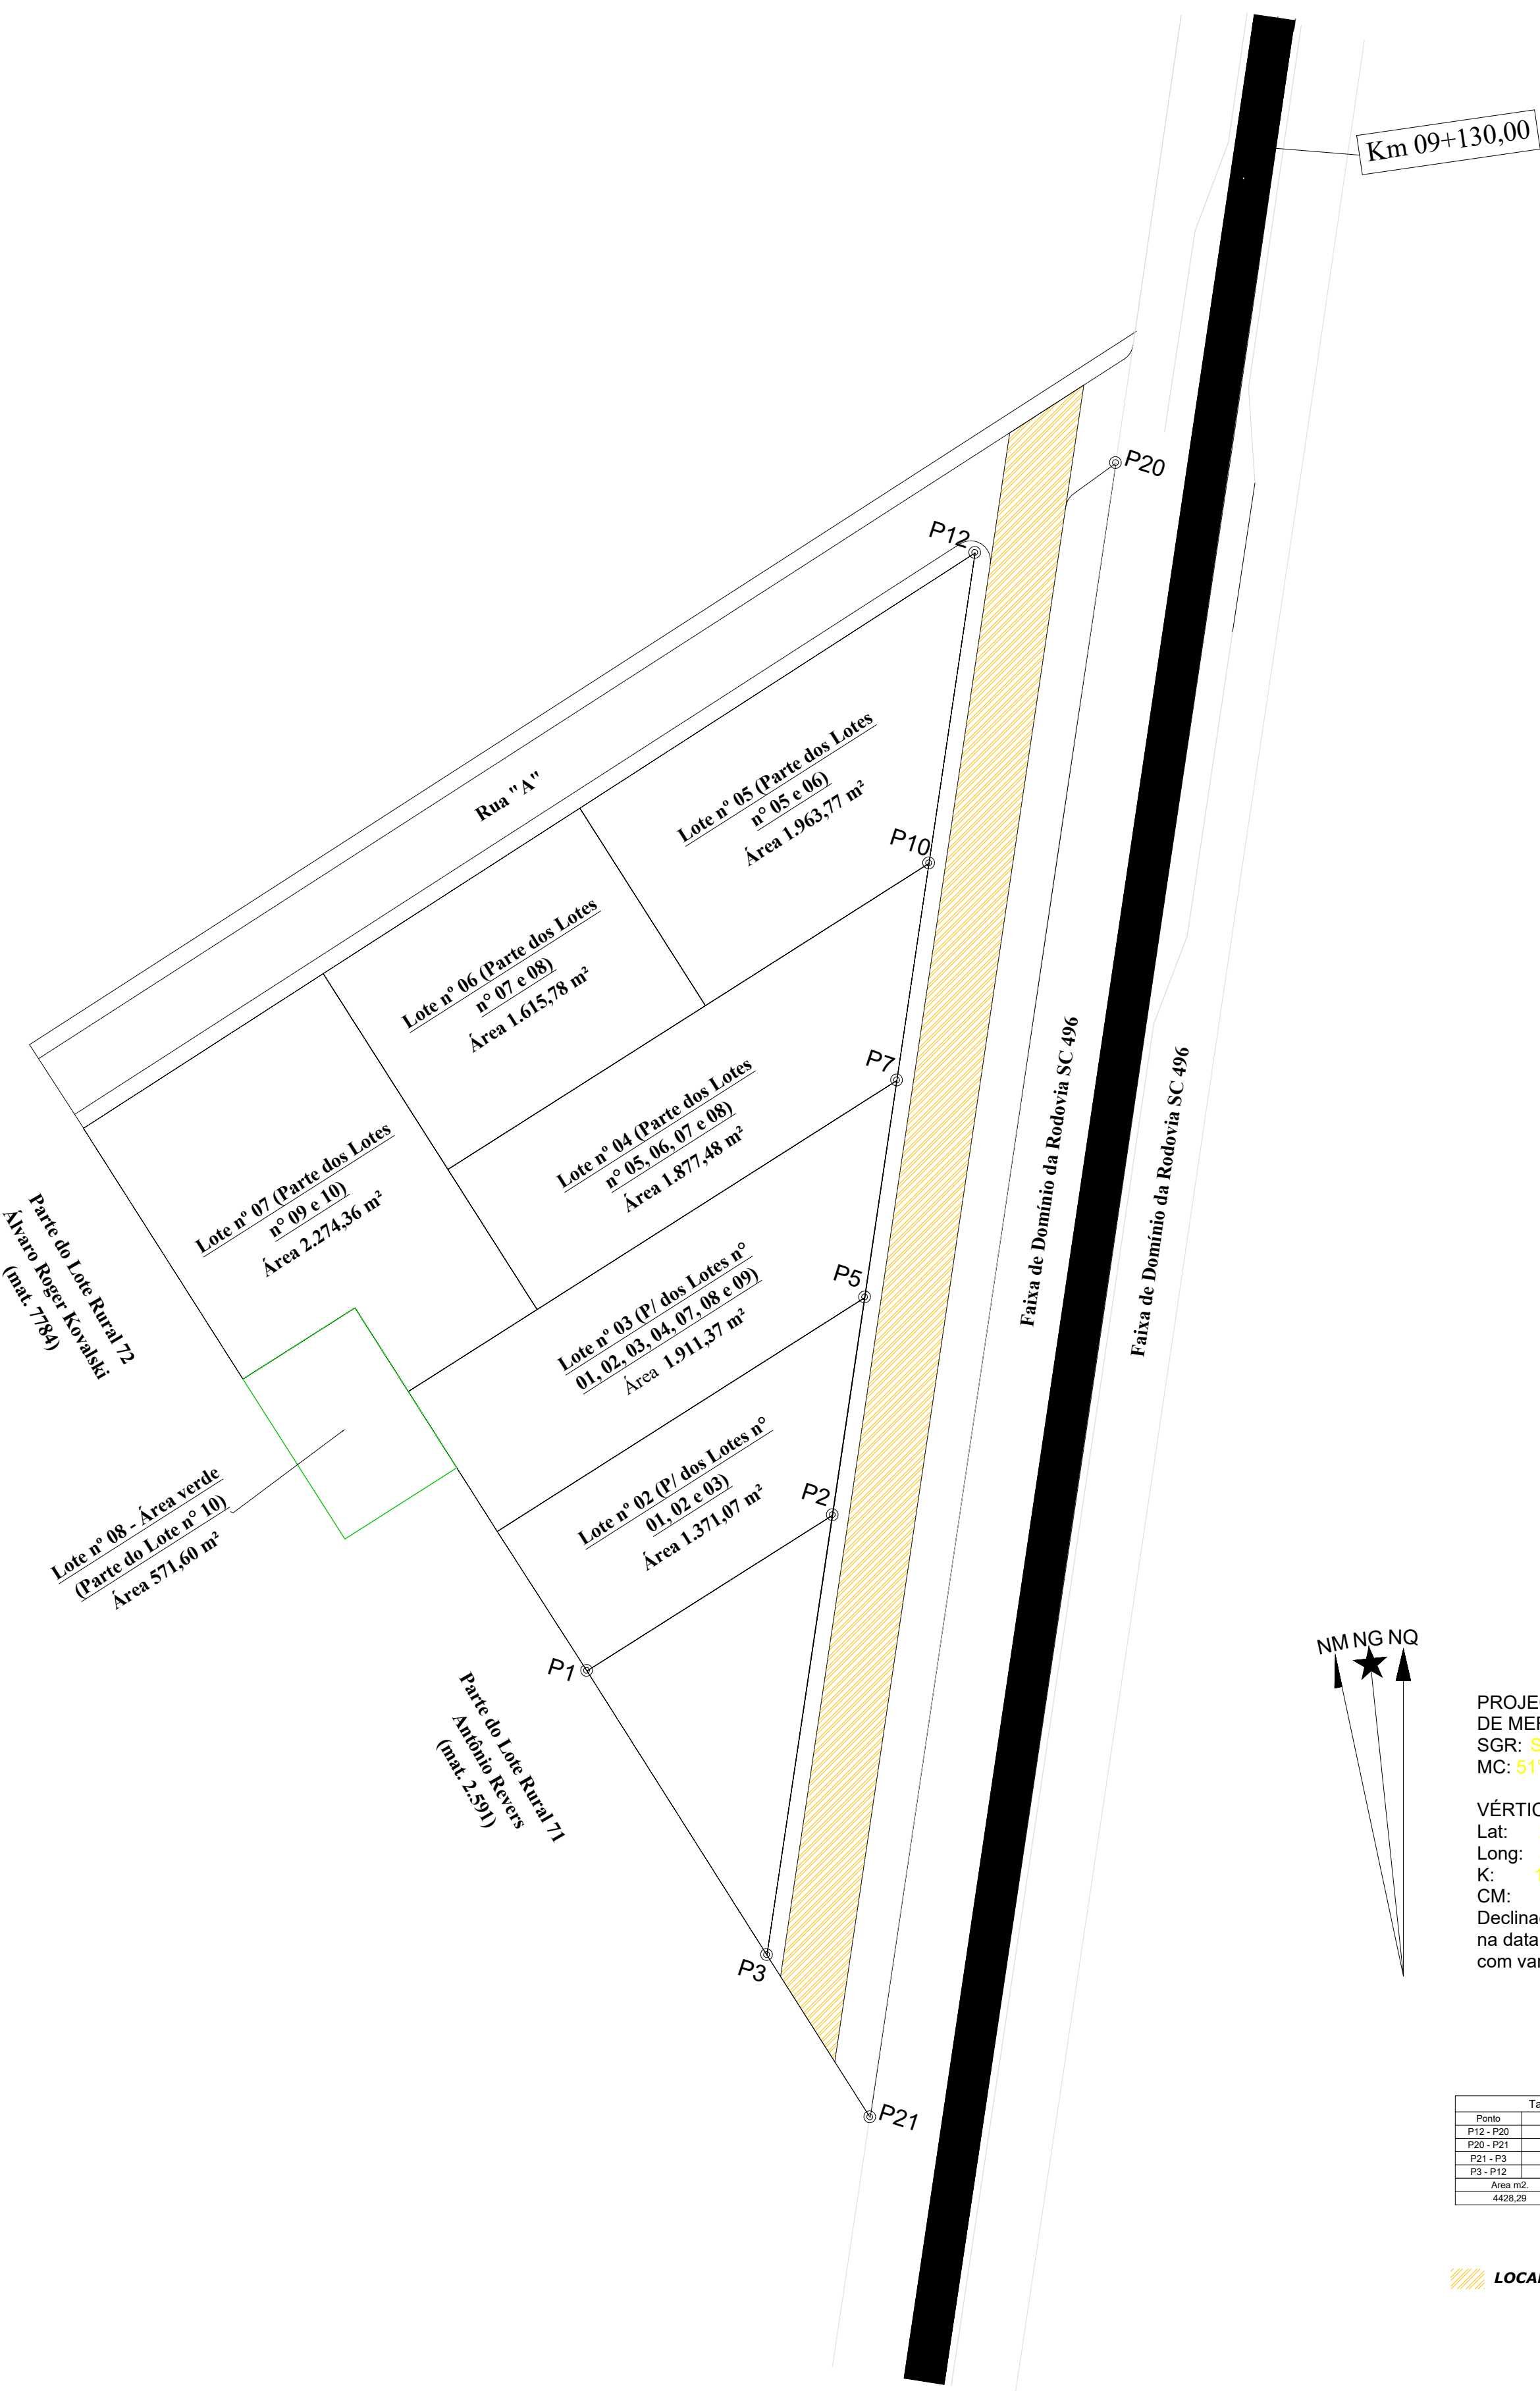 Km 09+130,00
P20
P12
Lote nº 05 (Parte dos Lotes
n° 05 e 06)
Área 1.963,77 m²
Rua "A"
P10
Lote nº 06 (Parte dos Lotes
n° 07 e 08)
Área 1.615,78 m²
P7
Lote nº 04 (Parte dos Lotes
n° 05, 06, 07 e 08)
Área 1.877,48 m²
Lote nº 07 (Parte dos Lotes
n° 09 e 10)
Área 2.274,36 m²
Parte do Lote Rural 72
Álvaro Roger Kovalski
(mat. 7784)
Faixa de Domínio da Rodovia SC 496
Faixa de Domínio da Rodovia SC 496
P5
Lote nº 03 (P/ dos Lotes n°
01, 02, 03, 04, 07, 08 e 09)
Área 1.911,37 m²
Lote nº 08 - Área verde
(Parte do Lote n° 10)
Área 571,60 m²
P2
Lote nº 02 (P/ dos Lotes n°
01, 02 e 03)
Área 1.371,07 m²
P1
Parte do Lote Rural 71
Antônio Revers
(mat. 2.591)
NM NG NQ
SGR:
MC: 51
Lat:
Long:
K:
CM:
na data
P3
P21
Ponto
P12 - P20
P20 - P21
P21 - P3
P3 - P12
Area m2.
4428,29